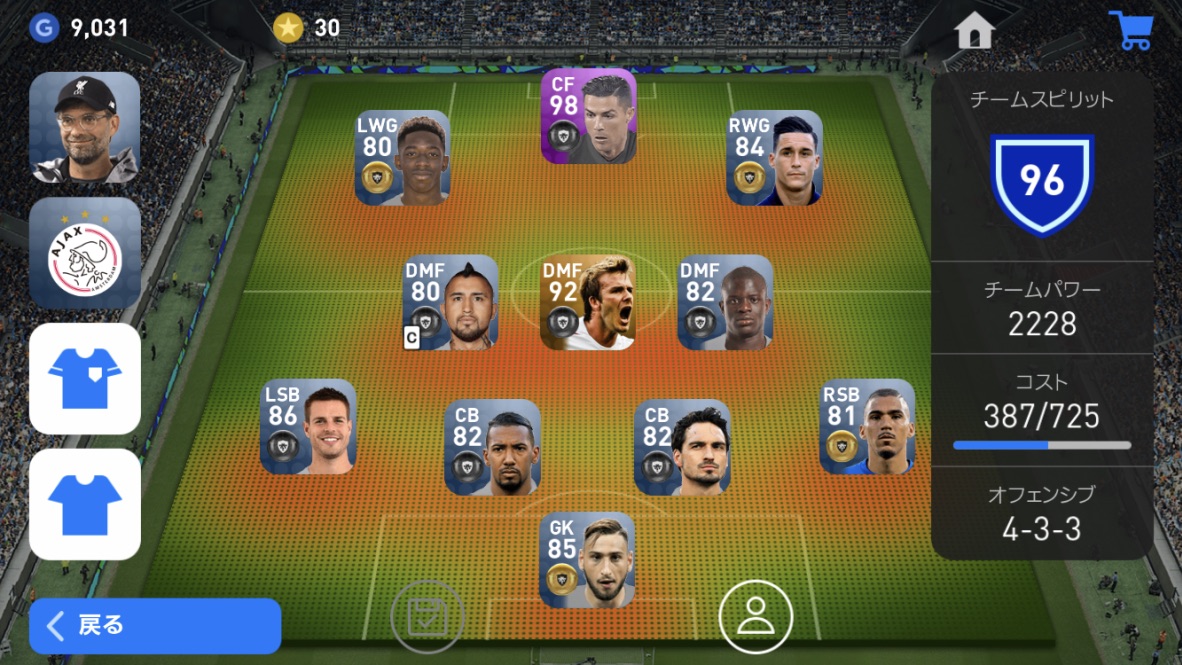 G 9,031
30
CF
98
LWG
80
RWG
84
DMF
80
C
DMF
92
DMF
82
LSB
86
CB
82
CB
82
RSB
81
GK
85
AJAX
AMSTERDAM
チームスピリット
96
チームパワー
2228
コスト
387/725
オフェンシブ
4-3-3
戻る